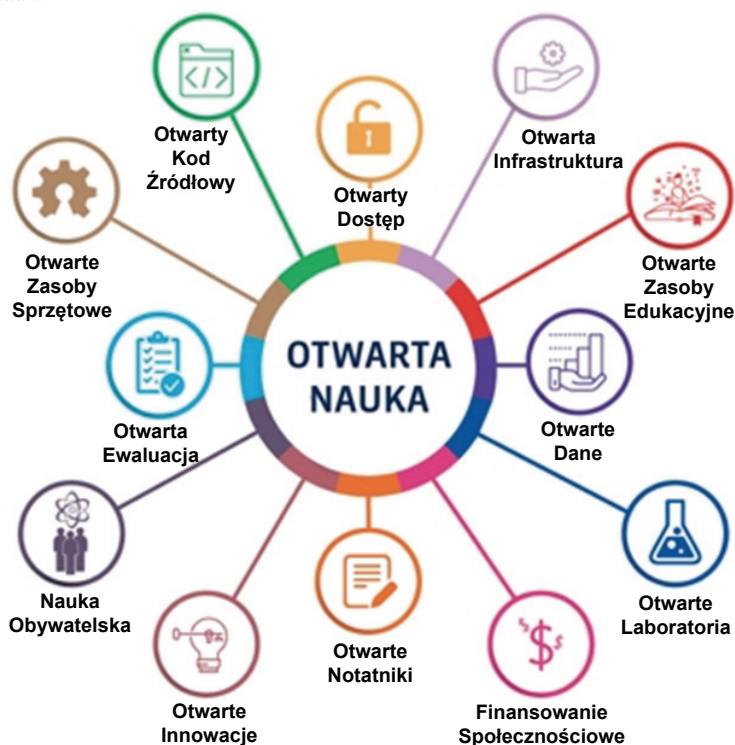 Otwarty
Kod
Źródłowy
Otwarty
Dostęp
Otwarta
Infrastruktura
Otwarte
Zasoby
Sprzętowe
Otwarte
Zasoby
Edukacyjne
OTWARTA
NAUKA
Otwarta
Ewaluacja
Otwarte
Dane
Nauka
Obywatelska
Otwarte
Laboratoria
Otwarte
Innowacje
Otwarte
Notatniki
Finansowanie
Społecznościowe